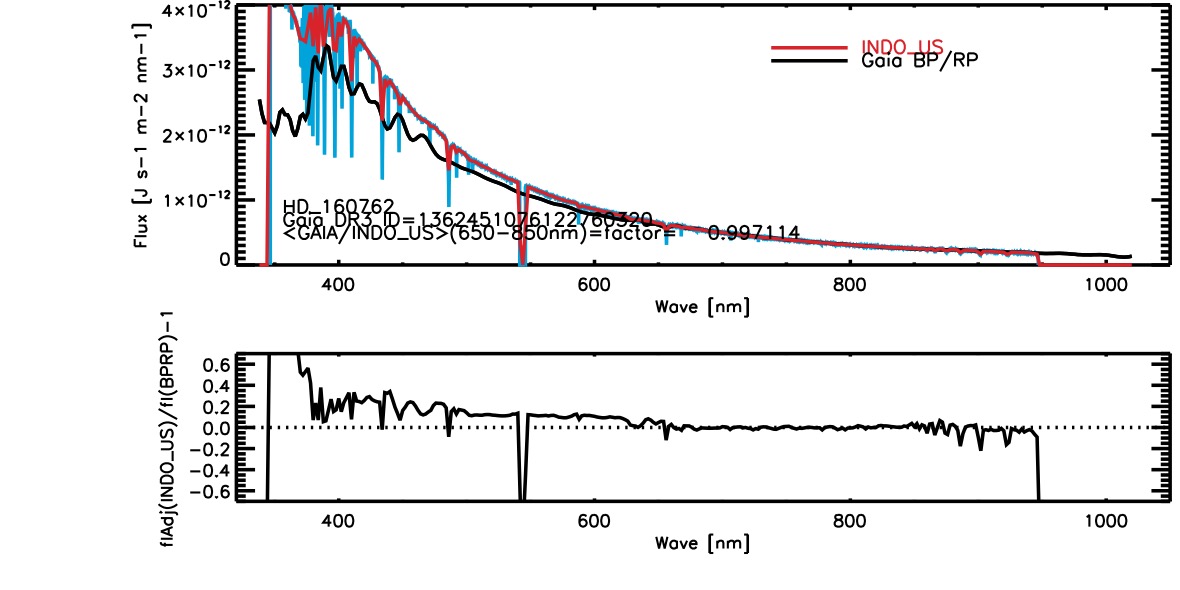 4×10⁻¹²
3×10⁻¹²
2×10⁻¹²
1×10⁻¹²
0
Flux [J s-1 m-2 nm-1]
INDO_US
Gaia BP/RP
HD_160762
Gaia DR3 ID=1362451076122760320
<GAIA/INDO_US>(650-850nm)=factor= 0.997114
400 600 800 1000
Wave [nm]
0.6
0.4
0.2
0.0
-0.2
-0.4
-0.6
flAdj(INDO_US)/fl(BPRP)-1
400 600 800 1000
Wave [nm]